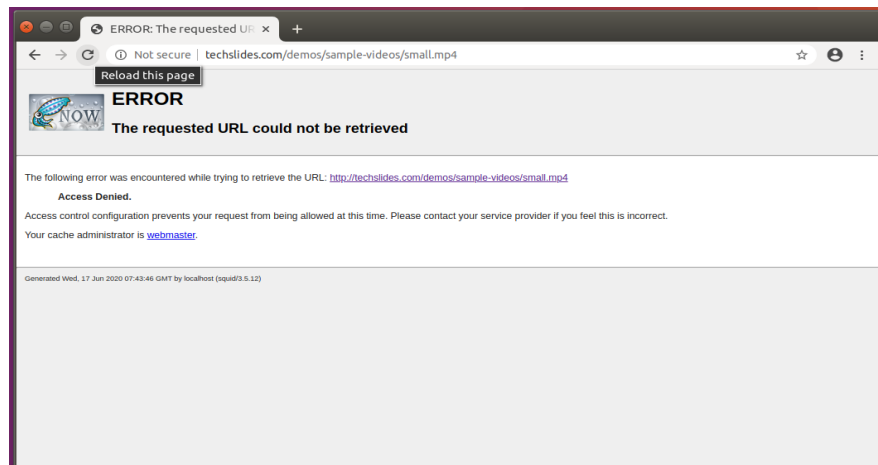 ERROR: The requested UR
Not secure | techslides.com/demos/sample-videos/small.mp4
Reload this page
NOW
ERROR
The requested URL could not be retrieved
The following error was encountered while trying to retrieve the URL: http://techslides.com/demos/sample-videos/small.mp4
Access Denied.
Access control configuration prevents your request from being allowed at this time. Please contact your service provider if you feel this is incorrect.
Your cache administrator is webmaster.
Generated Wed, 17 Jun 2020 07:43:46 GMT by localhost (squid/3.5.12)